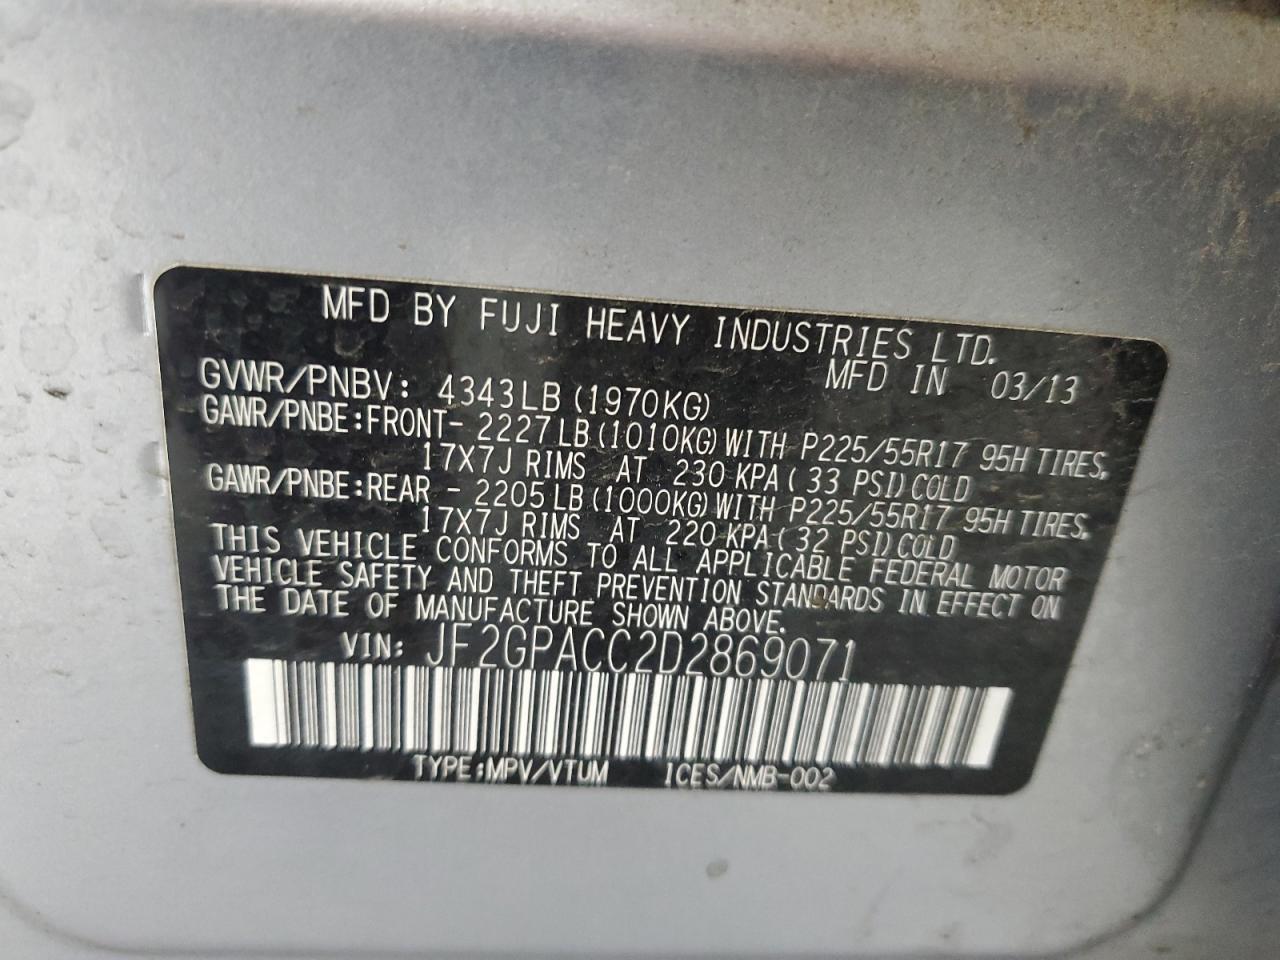 MFD BY FUJI HEAVY INDUSTRIES LTD.
MFD IN 03/13
GVWR/PNBV: 4343LB (1970KG)
GAWR/PNBE:FRONT- 2227LB(1010KG)WITH P225/55R17 95H TIRES,
17X7J RIMS AT 230 KPA( 33 PSI)COLD
GAWR/PNBE:REAR - 2205LB(1000KG)WITH P225/55R17 95H TIRES,
17X7J RIMS AT 220 KPA( 32 PSI)COLD
THIS VEHICLE CONFORMS TO ALL APPLICABLE FEDERAL MOTOR
VEHICLE SAFETY AND THEFT PREVENTION STANDARDS IN EFFECT ON
THE DATE OF MANUFACTURE SHOWN ABOVE.
VIN: JF2GPACC2D2869071
TYPE:MPV/VTUM ICES/NMB-002